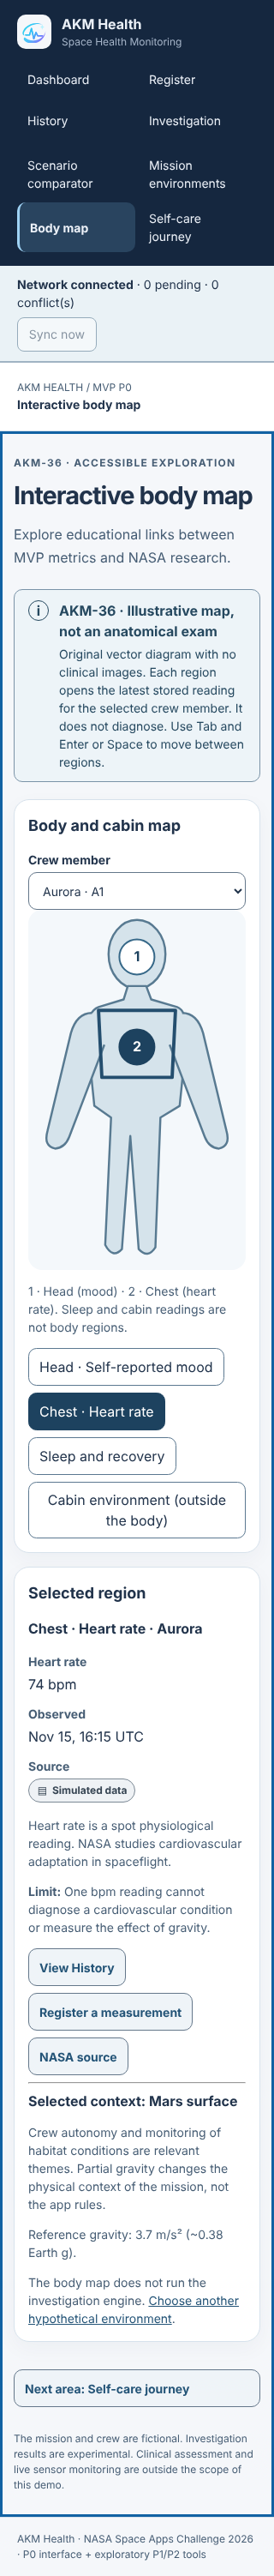 AKM Health
Space Health Monitoring
Dashboard
Register
History
Investigation
Scenario
comparator
Mission
environments
Body map
Self-care
journey
Network connected · 0 pending · 0
conflict(s)
Sync now
AKM HEALTH / MVP P0
Interactive body map
AKM-36 · ACCESSIBLE EXPLORATION
Interactive body map
Explore educational links between
MVP metrics and NASA research.
i
AKM-36 · Illustrative map,
not an anatomical exam
Original vector diagram with no
clinical images. Each region
opens the latest stored reading
for the selected crew member. It
does not diagnose. Use Tab and
Enter or Space to move between
regions.
Body and cabin map
Crew member
Aurora · A1
1
2
1 · Head (mood) · 2 · Chest (heart
rate). Sleep and cabin readings are
not body regions.
Head · Self-reported mood
Chest · Heart rate
Sleep and recovery
Cabin environment (outside
the body)
Selected region
Chest · Heart rate · Aurora
Heart rate
74 bpm
Observed
Nov 15, 16:15 UTC
Source
Simulated data
Heart rate is a spot physiological
reading. NASA studies cardiovascular
adaptation in spaceflight.
Limit: One bpm reading cannot
diagnose a cardiovascular condition
or measure the effect of gravity.
View History
Register a measurement
NASA source
Selected context: Mars surface
Crew autonomy and monitoring of
habitat conditions are relevant
themes. Partial gravity changes the
physical context of the mission, not
the app rules.
Reference gravity: 3.7 m/s² (~0.38
Earth g).
The body map does not run the
investigation engine. Choose another
hypothetical environment.
Next area: Self-care journey
The mission and crew are fictional. Investigation
results are experimental. Clinical assessment and
live sensor monitoring are outside the scope of
this demo.
AKM Health · NASA Space Apps Challenge 2026
· P0 interface + exploratory P1/P2 tools